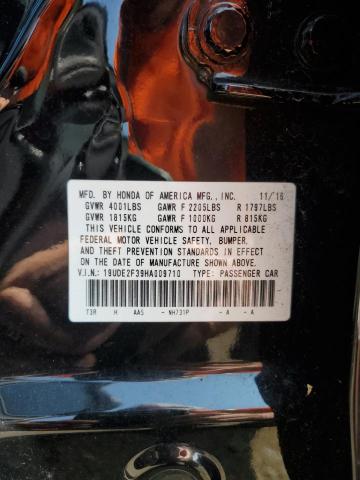 MFD. BY HONDA OF AMERICA MFG., INC. 11/16
GVWR 4001LBS GAWR F 2205LBS R 1797LBS
GVWR 1815KG GAWR F 1000KG R 815KG
THIS VEHICLE CONFORMS TO ALL APPLICABLE
FEDERAL MOTOR VEHICLE SAFETY, BUMPER,
AND THEFT PREVENTION STANDARDS IN EFFECT
ON THE DATE OF MANUFACTURE SHOWN ABOVE.
V.I.N.: 19UDE2F39HA009710 TYPE: PASSENGER CAR
T3R H AA5 - NH731P - A - A